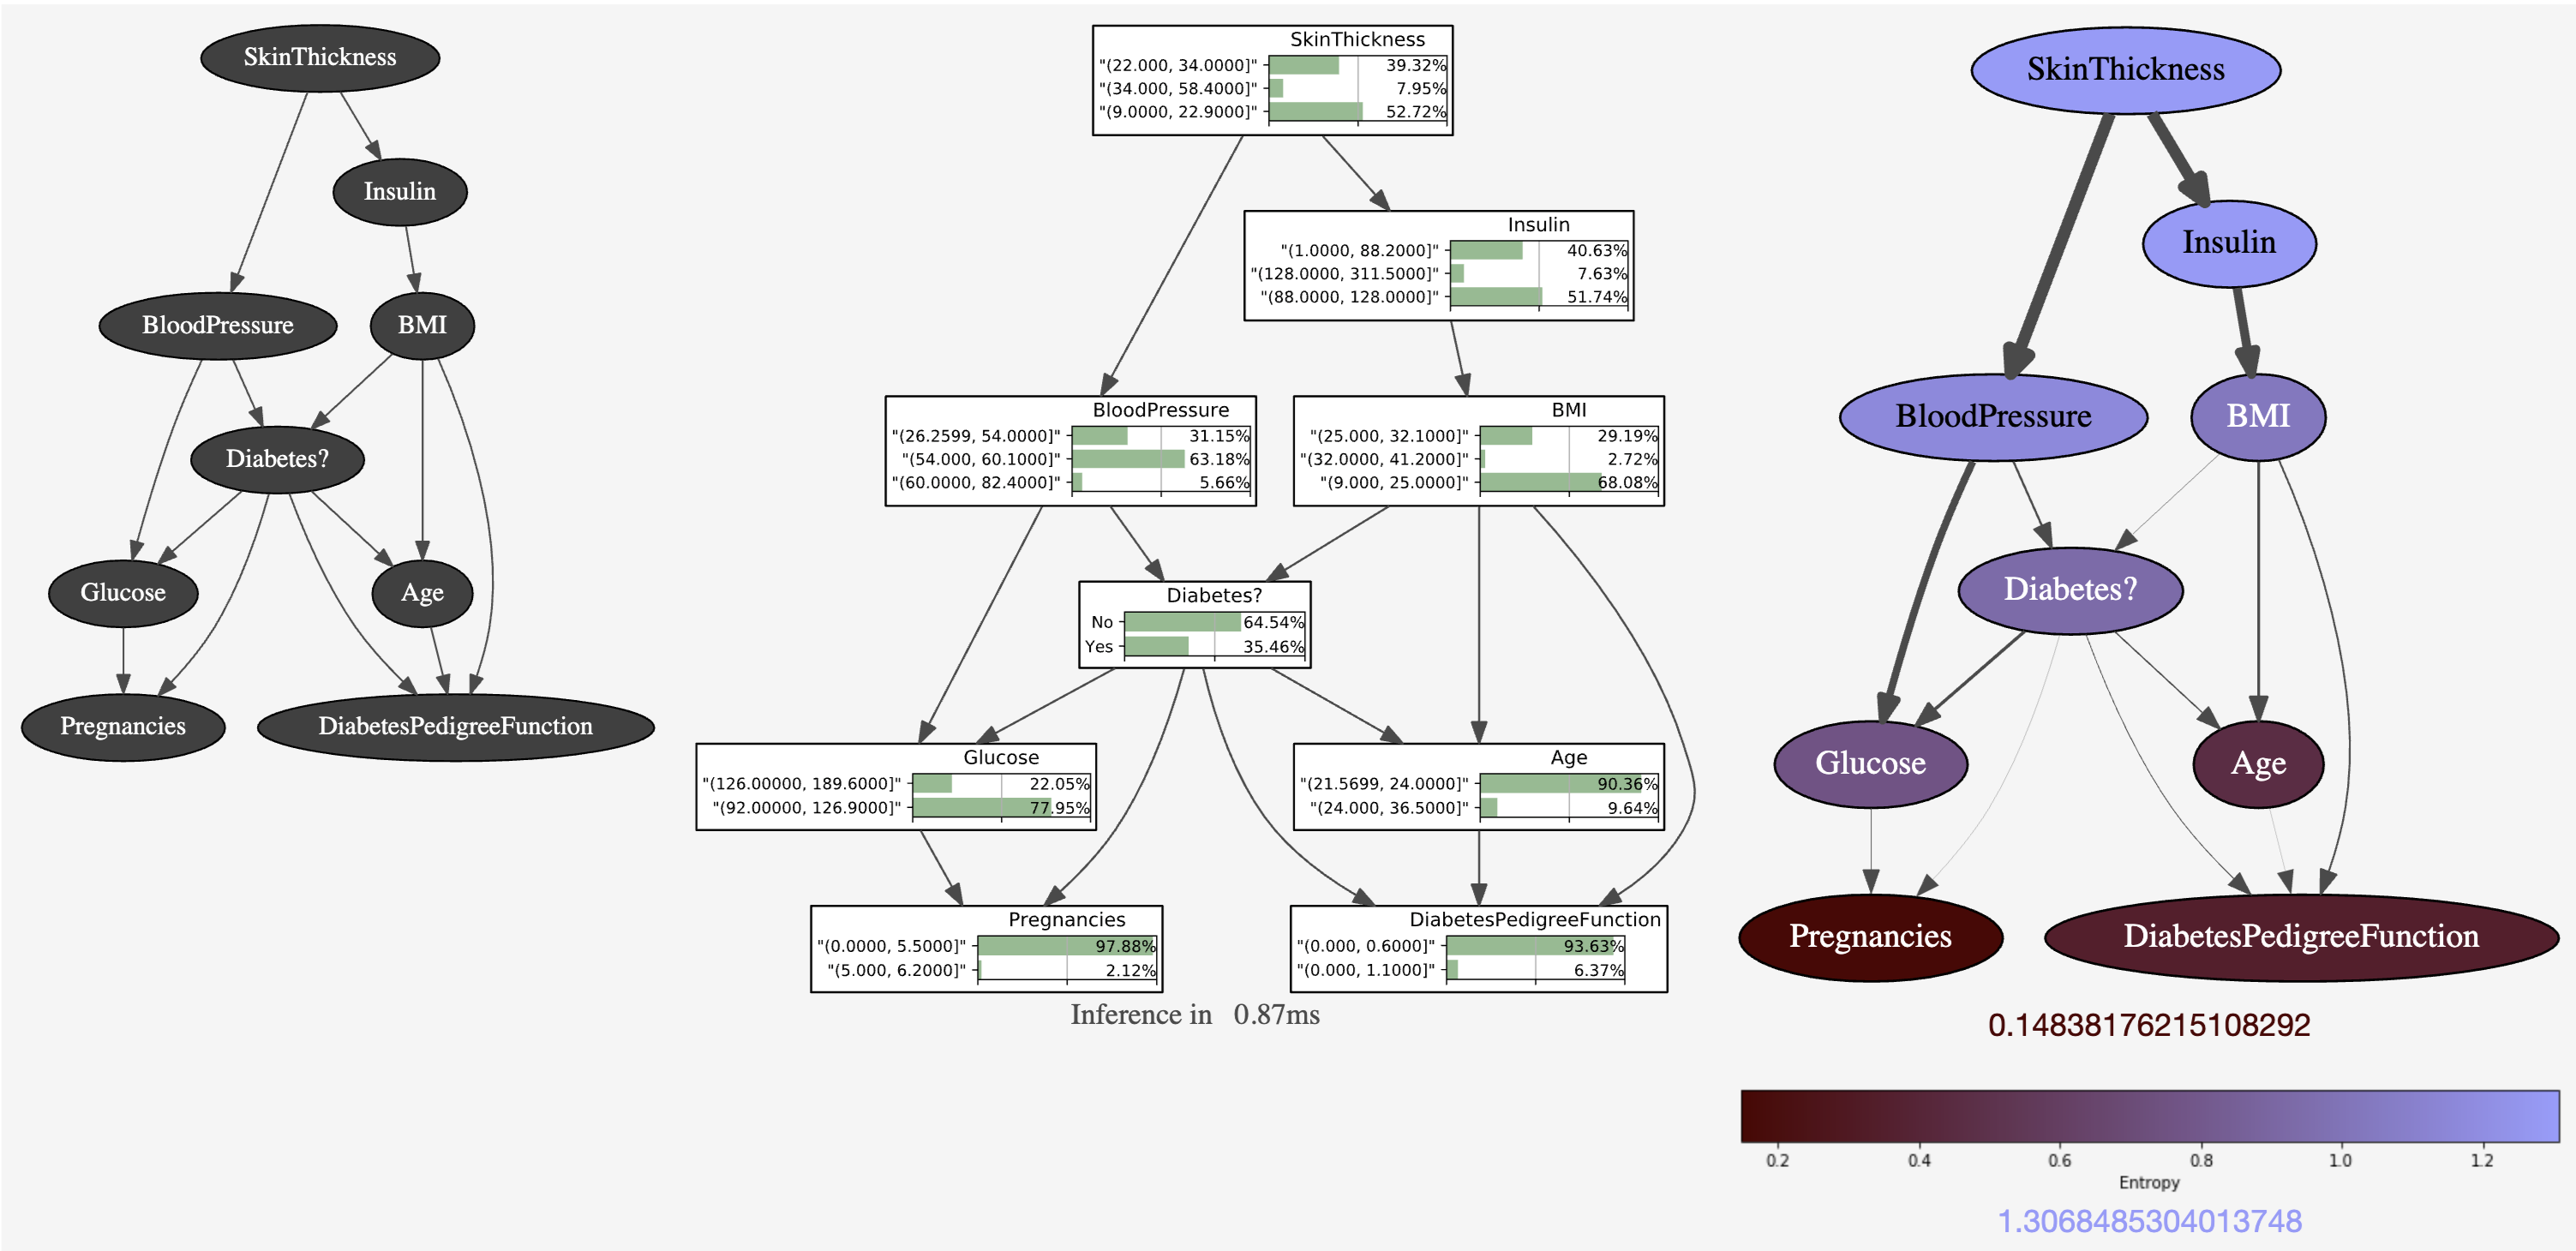 SkinThickness
Insulin
BloodPressure
BMI
Diabetes?
Glucose
Age
Pregnancies
DiabetesPedigreeFunction
SkinThickness
"(22.000, 34.0000]" 39.32%
"(34.000, 58.4000]" 7.95%
"(9.0000, 22.9000]" 52.72%
Insulin
"(1.0000, 88.2000]" 40.63%
"(128.0000, 311.5000]" 7.63%
"(88.0000, 128.0000]" 51.74%
BloodPressure
"(26.2599, 54.0000]" 31.15%
"(54.000, 60.1000]" 63.18%
"(60.0000, 82.4000]" 5.66%
BMI
"(25.000, 32.1000]" 29.19%
"(32.0000, 41.2000]" 2.72%
"(9.000, 25.0000]" 68.08%
Diabetes?
No 64.54%
Yes 35.46%
Glucose
"(126.00000, 189.6000]" 22.05%
"(92.00000, 126.9000]" 77.95%
Age
"(21.5699, 24.0000]" 90.36%
"(24.000, 36.5000]" 9.64%
Pregnancies
"(0.0000, 5.5000]" 97.88%
"(5.000, 6.2000]" 2.12%
DiabetesPedigreeFunction
"(0.000, 0.6000]" 93.63%
"(0.000, 1.1000]" 6.37%
Inference in 0.87ms
SkinThickness
Insulin
BloodPressure
BMI
Diabetes?
Glucose
Age
Pregnancies
DiabetesPedigreeFunction
0.14838176215108292
0.2 0.4 0.6 0.8 1.0 1.2
Entropy
1.3068485304013748